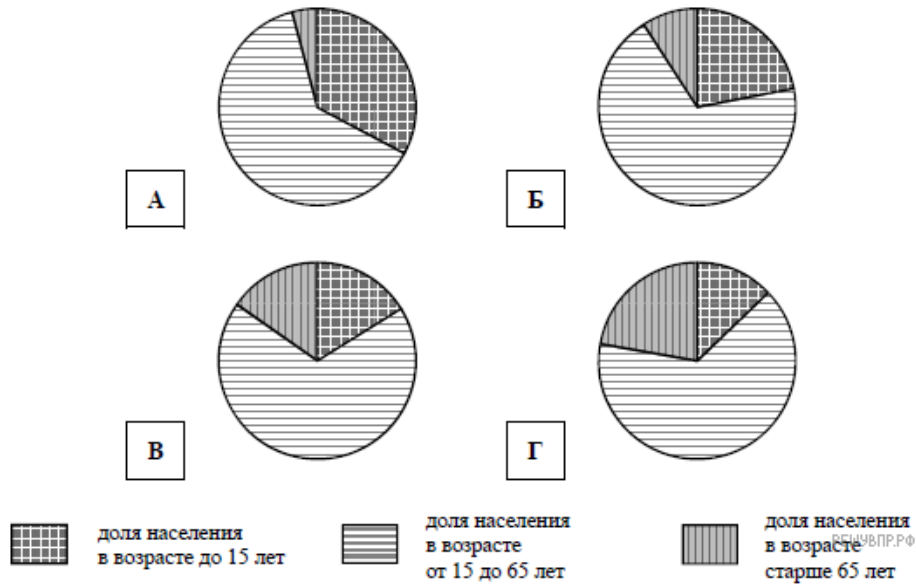 А
Б
В
Г
доля населения
в возрасте до 15 лет
доля населения
в возрасте
от 15 до 65 лет
доля населения
в возрасте
старше 65 лет
РЕШУВПР.РФ